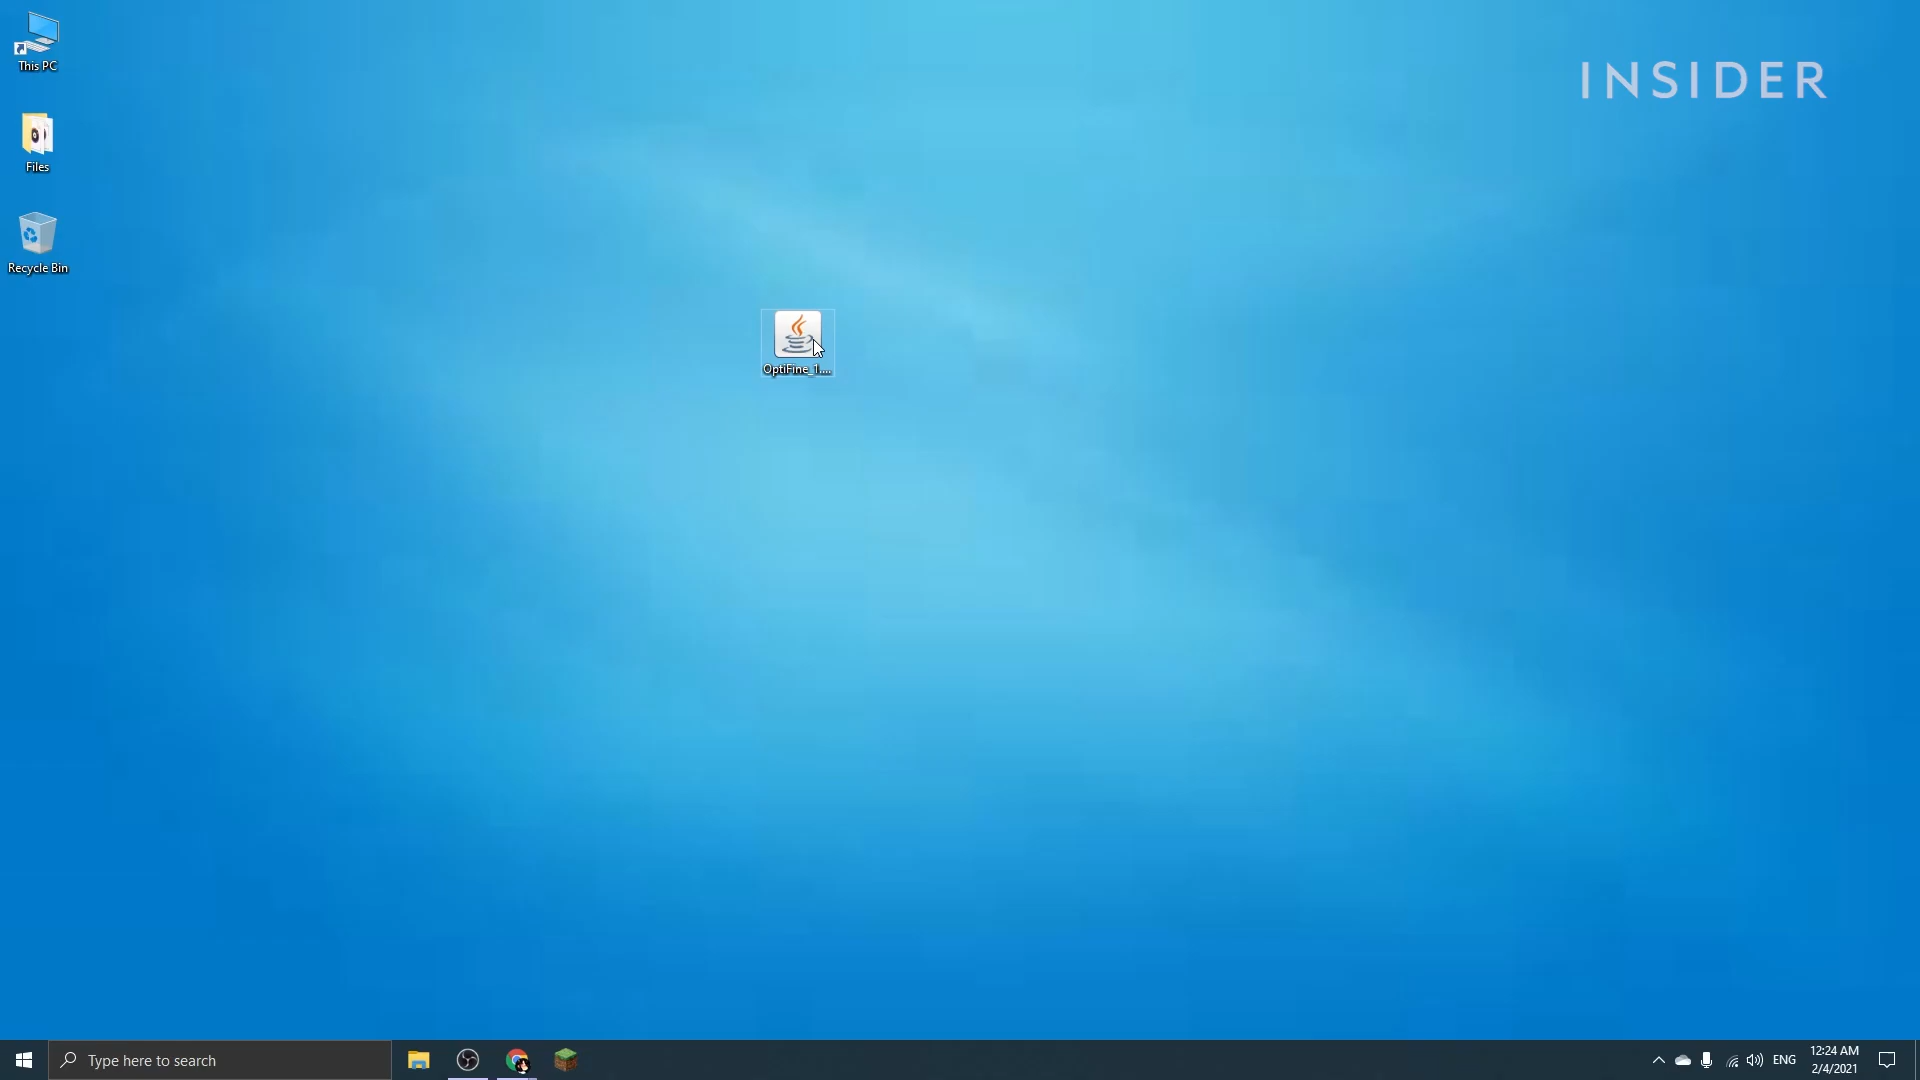 This PC
INSIDER
Files
Recycle Bin
OptiFine_1....
Type here to search
ENG
12:24 AM
2/4/2021